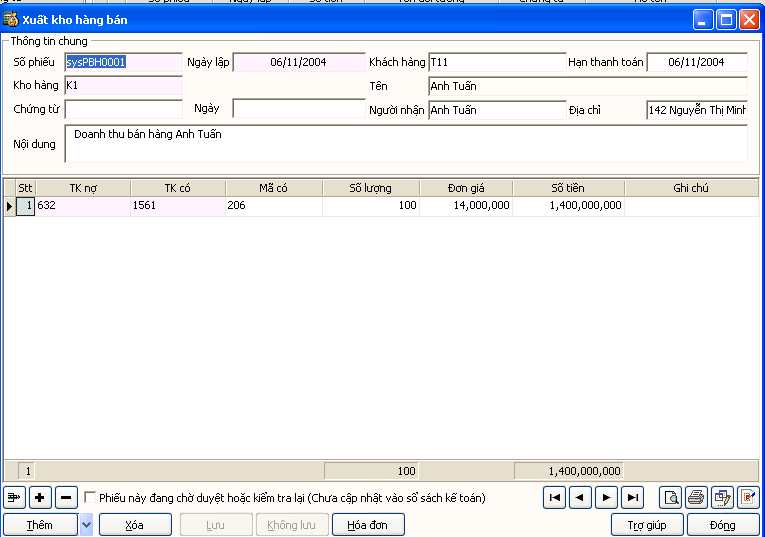 Xuất kho hàng bán
Thông tin chung
Số phiếu sysPBH0001 Ngày lập 06/11/2004 Khách hàng T11 Hạn thanh toán 06/11/2004
Kho hàng K1 Tên Anh Tuấn
Chứng từ Ngày Người nhận Anh Tuấn Địa chỉ 142 Nguyễn Thị Minh
Nội dung Doanh thu bán hàng Anh Tuấn
Stt TK nợ TK có Mã có Số lượng Đơn giá Số tiền Ghi chú
1 632 1561 206 100 14,000,000 1,400,000,000
1 100 1,400,000,000
Phiếu này đang chờ duyệt hoặc kiểm tra lại (Chưa cập nhật vào sổ sách kế toán)
Thêm Xóa Lưu Không lưu Hóa đơn Trợ giúp Đóng